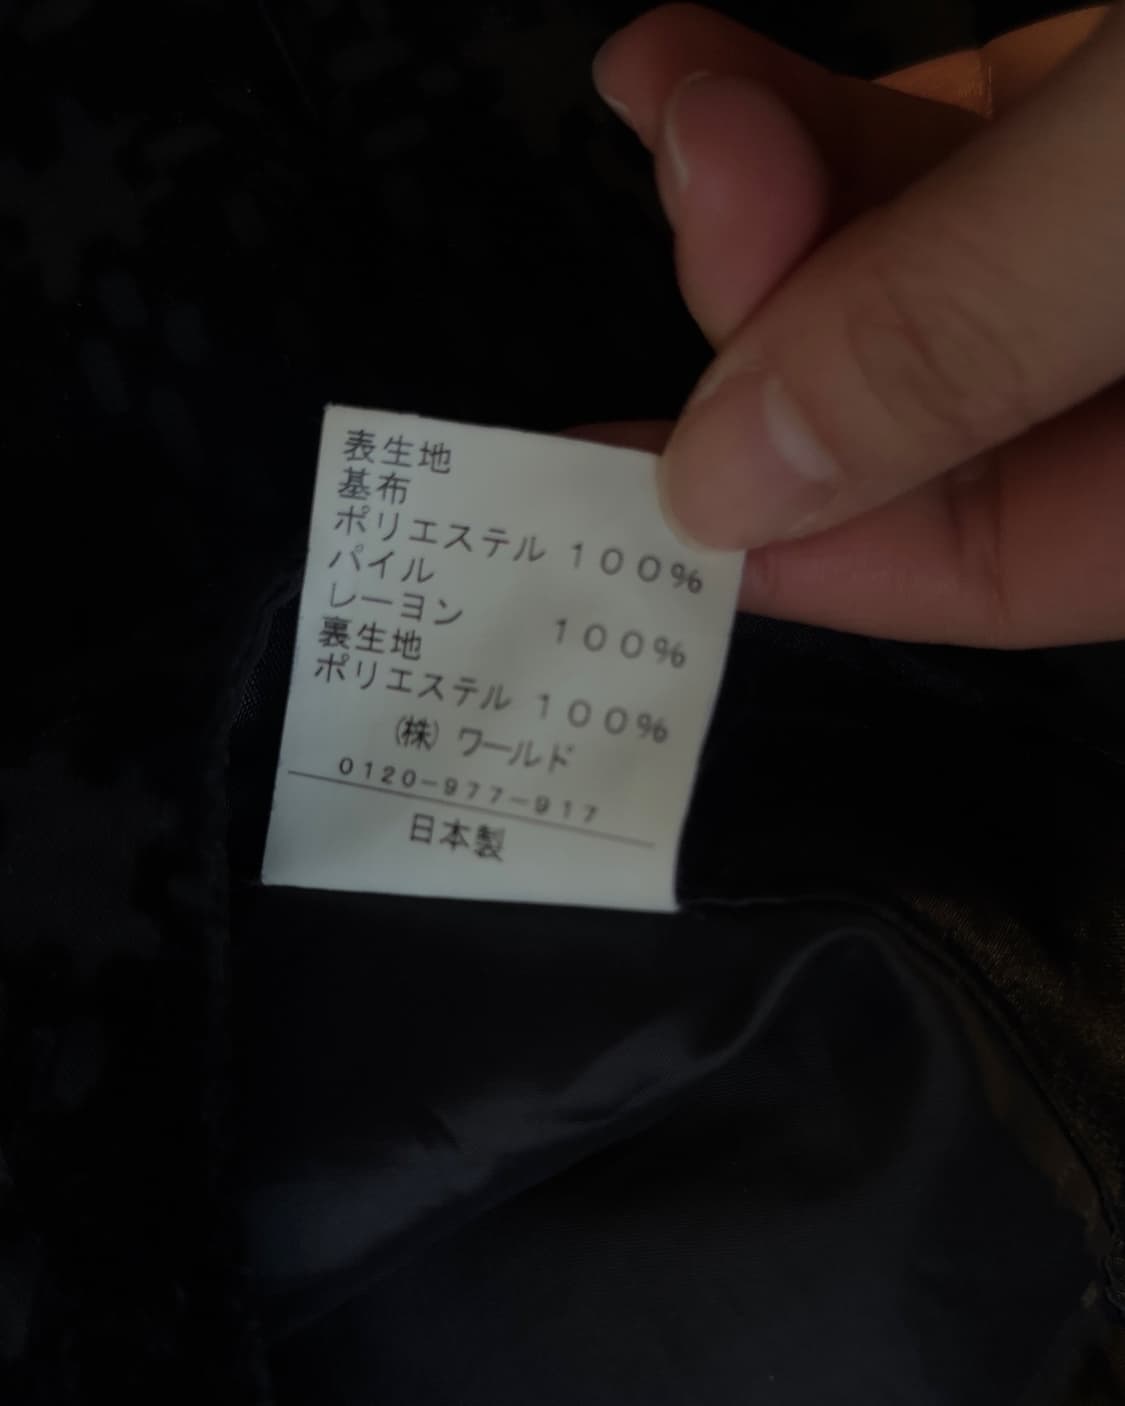 表生地
基布
ポリエステル 100%
パイル
レーヨン 100%
裏生地
ポリエステル 100%
(株) ワールド
0120-977-917
日本製